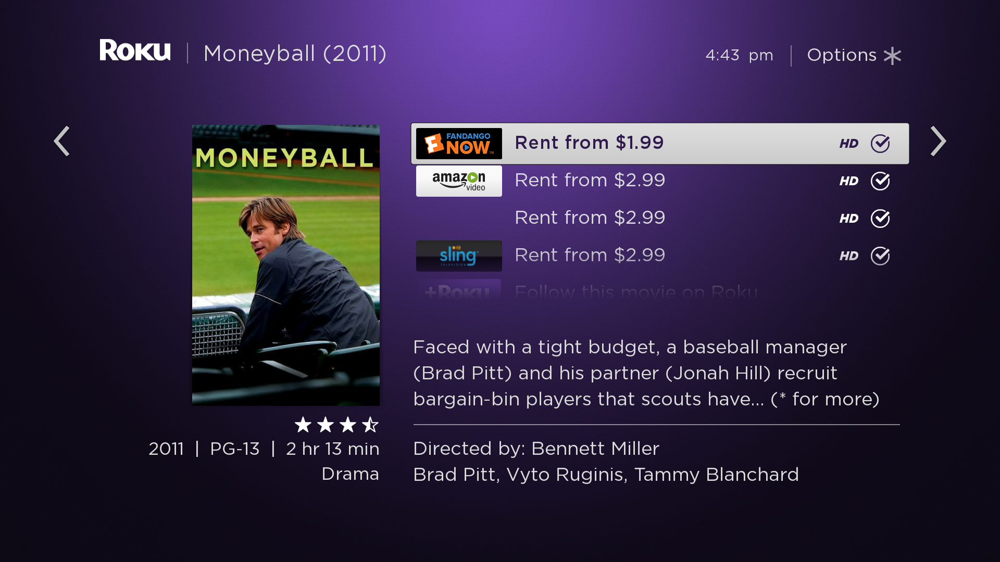 Roku | Moneyball (2011)
4:43 pm | Options *
MONEYBALL
FANDANGO NOW™ Rent from $1.99 HD
amazon video Rent from $2.99 HD
Rent from $2.99 HD
sling TELEVISION Rent from $2.99 HD
+Roku Follow this movie on Roku
Faced with a tight budget, a baseball manager
(Brad Pitt) and his partner (Jonah Hill) recruit
bargain-bin players that scouts have... (* for more)
2011 | PG-13 | 2 hr 13 min
Drama
Directed by: Bennett Miller
Brad Pitt, Vyto Ruginis, Tammy Blanchard